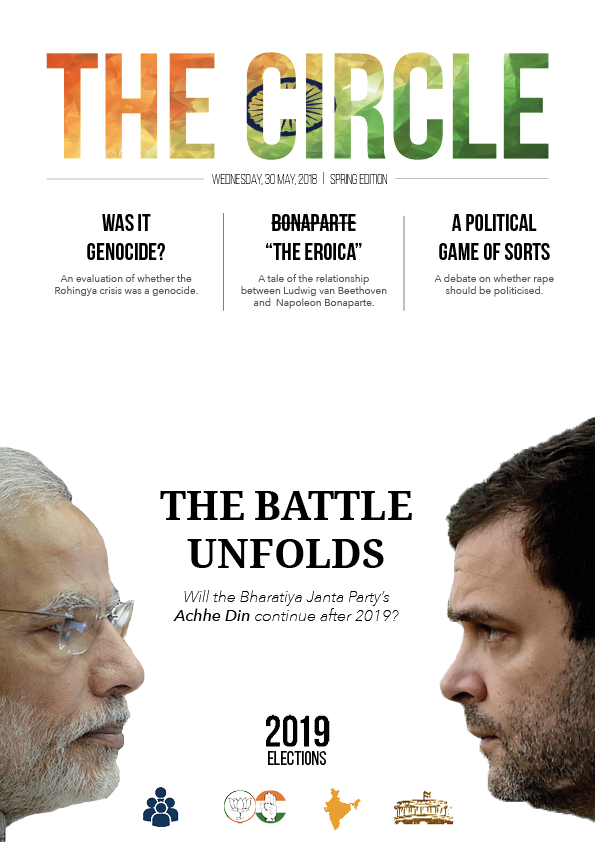 THE CIRCLE
WEDNESDAY, 30 MAY, 2018 | SPRING EDITION
WAS IT
GENOCIDE?
An evaluation of whether the
Rohingya crisis was a genocide.
BONAPARTE
“THE EROICA”
A tale of the relationship
between Ludwig van Beethoven
and Napoleon Bonaparte.
A POLITICAL
GAME OF SORTS
A debate on whether rape
should be politicised.
THE BATTLE
UNFOLDS
Will the Bharatiya Janta Party’s
Achhe Din continue after 2019?
2019
ELECTIONS